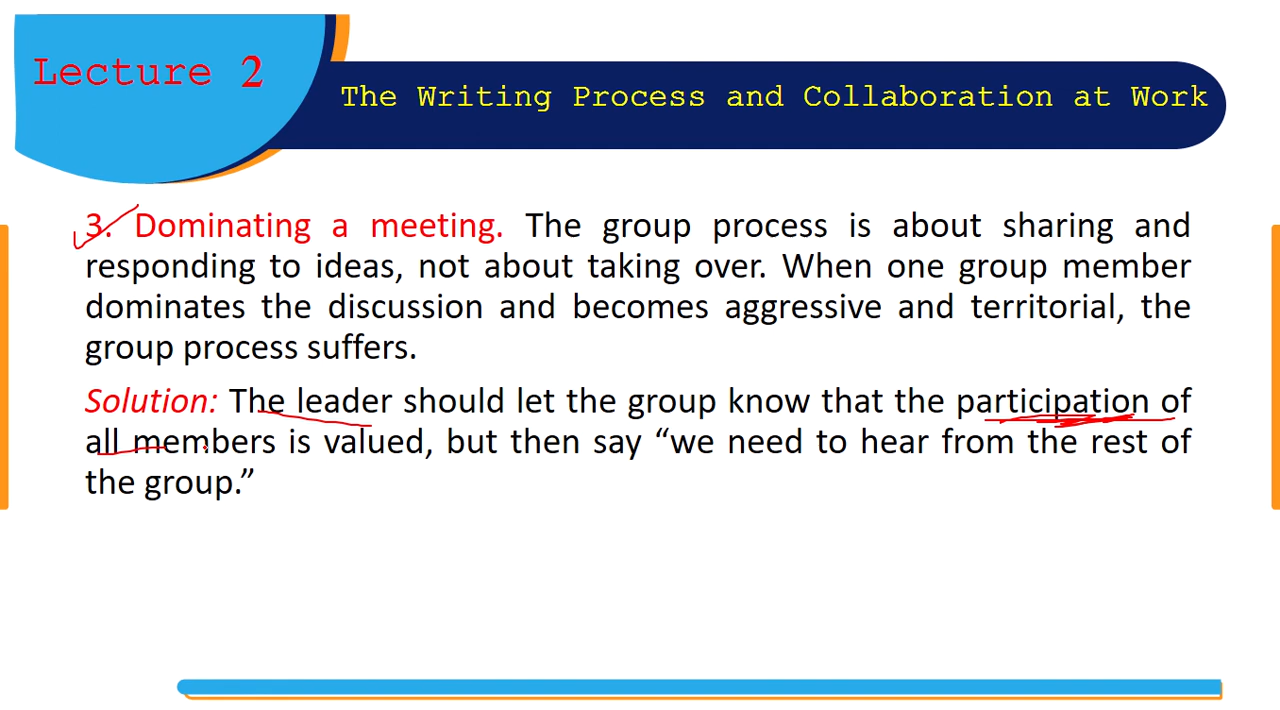 Lecture 2
The Writing Process and Collaboration at Work
3. Dominating a meeting. The group process is about sharing and
responding to ideas, not about taking over. When one group member
dominates the discussion and becomes aggressive and territorial, the
group process suffers.
Solution: The leader should let the group know that the participation of
all members is valued, but then say “we need to hear from the rest of
the group.”